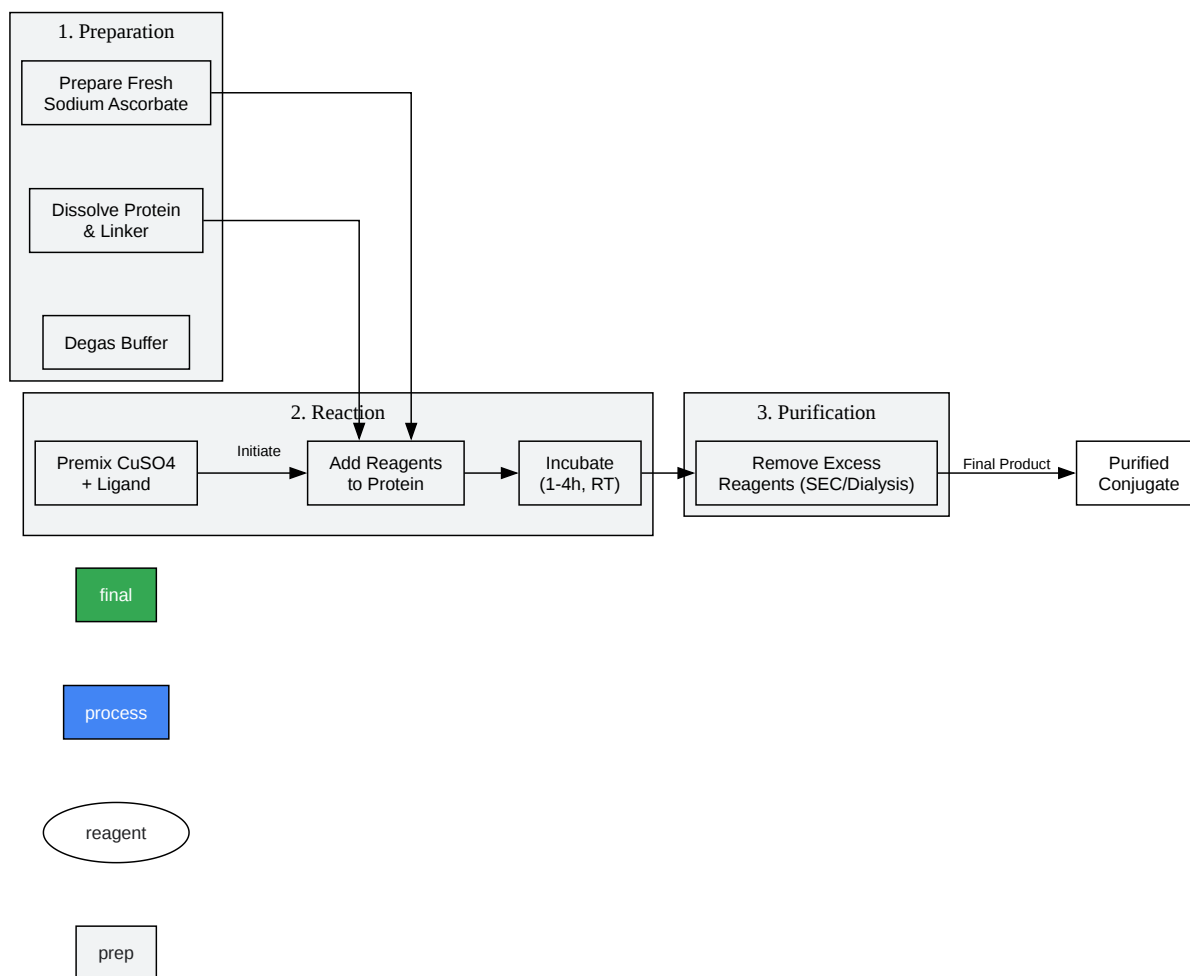 1. Preparation
Prepare Fresh
Sodium Ascorbate
Dissolve Protein
& Linker
Degas Buffer
2. Reaction
Premix CuSO4
+ Ligand
Initiate
Add Reagents
to Protein
Incubate
(1-4h, RT)
3. Purification
Remove Excess
Reagents (SEC/Dialysis)
Final Product
Purified
Conjugate
final
process
reagent
prep